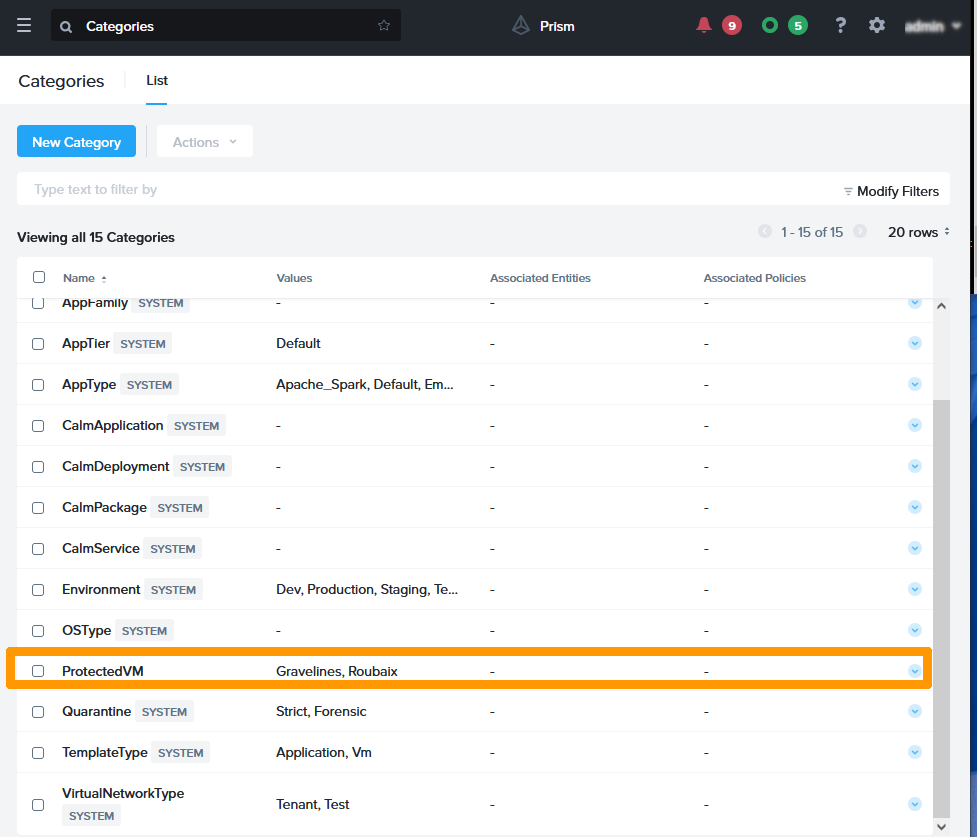 Categories
Prism
9
5
?
admin
Categories
List
New Category
Actions
Type text to filter by
Modify Filters
Viewing all 15 Categories
1 - 15 of 15
20 rows
Name
Values
Associated Entities
Associated Policies
AppFamily SYSTEM - - -
AppTier SYSTEM Default - -
AppType SYSTEM Apache_Spark, Default, Em... - -
CalmApplication SYSTEM - - -
CalmDeployment SYSTEM - - -
CalmPackage SYSTEM - - -
CalmService SYSTEM - - -
Environment SYSTEM Dev, Production, Staging, Te... - -
OSType SYSTEM - - -
ProtectedVM Gravelines, Roubaix - -
Quarantine SYSTEM Strict, Forensic - -
TemplateType SYSTEM Application, Vm - -
VirtualNetworkType
SYSTEM
Tenant, Test - -